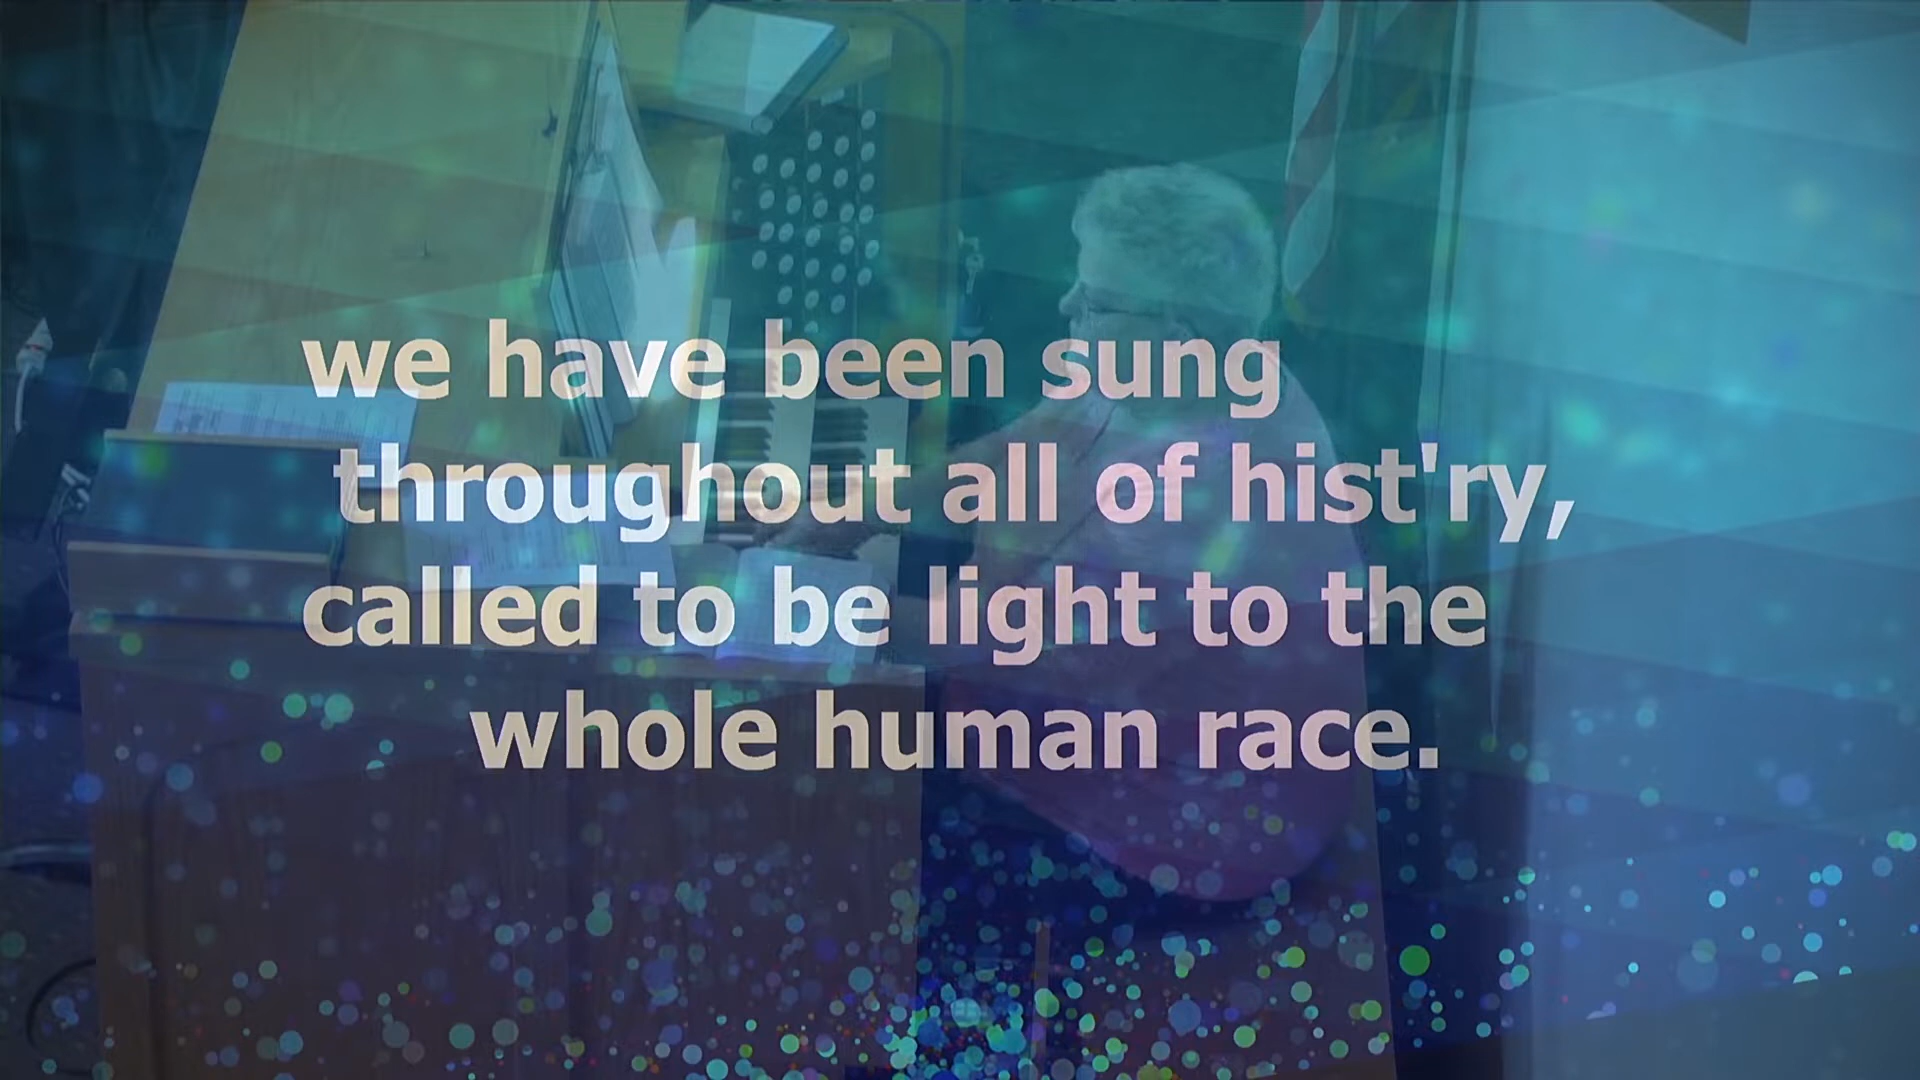 we have been sung
throughout all of hist'ry,
called to be light to the
whole human race.